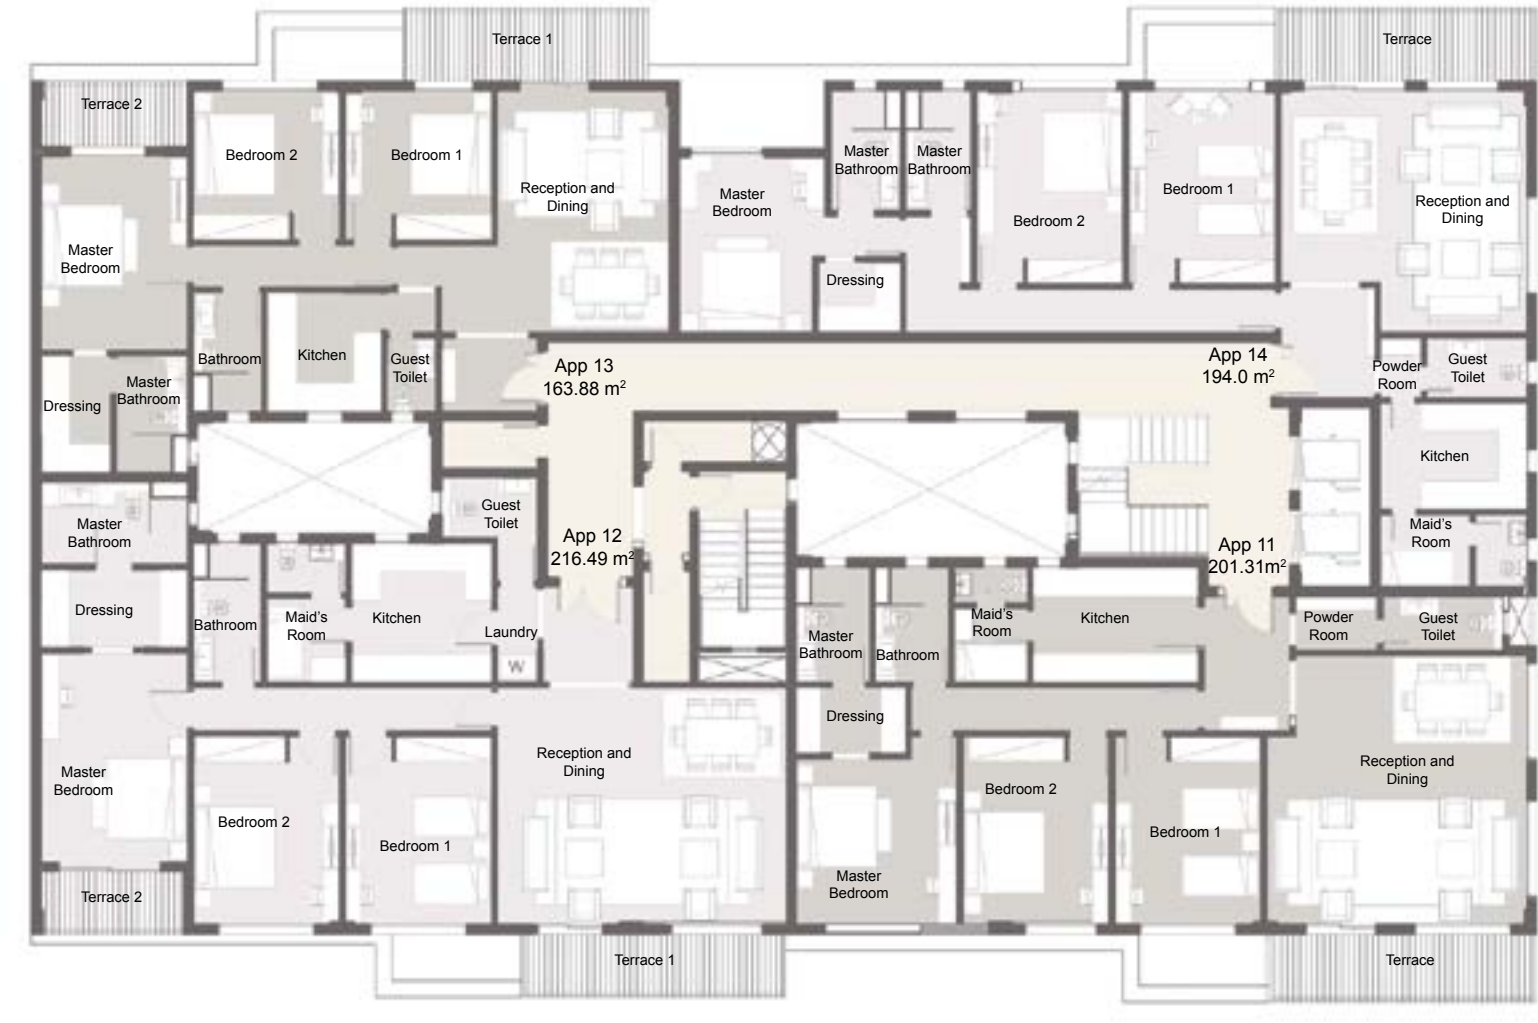 Terrace 1
Terrace
Terrace 2
Bedroom 2
Bedroom 1
Reception and
Dining
Master
Bedroom
Master
Bathroom
Master
Bathroom
Bedroom 2
Bedroom 1
Reception and
Dining
Master
Bedroom
Dressing
Bathroom
Kitchen
Guest
Toilet
App 13
163.88 m²
App 14
194.0 m²
Powder
Room
Guest
Toilet
Dressing
Master
Bathroom
Kitchen
Master
Bathroom
Guest
Toilet
App 12
216.49 m²
App 11
201.31m²
Maid's
Room
Dressing
Bathroom
Maid's
Room
Kitchen
Laundry
W
Master
Bathroom
Bathroom
Maid's
Room
Kitchen
Powder
Room
Guest
Toilet
Dressing
Master
Bedroom
Bedroom 2
Bedroom 1
Reception and
Dining
Master
Bedroom
Bedroom 2
Bedroom 1
Reception and
Dining
Terrace 2
Terrace 1
Terrace